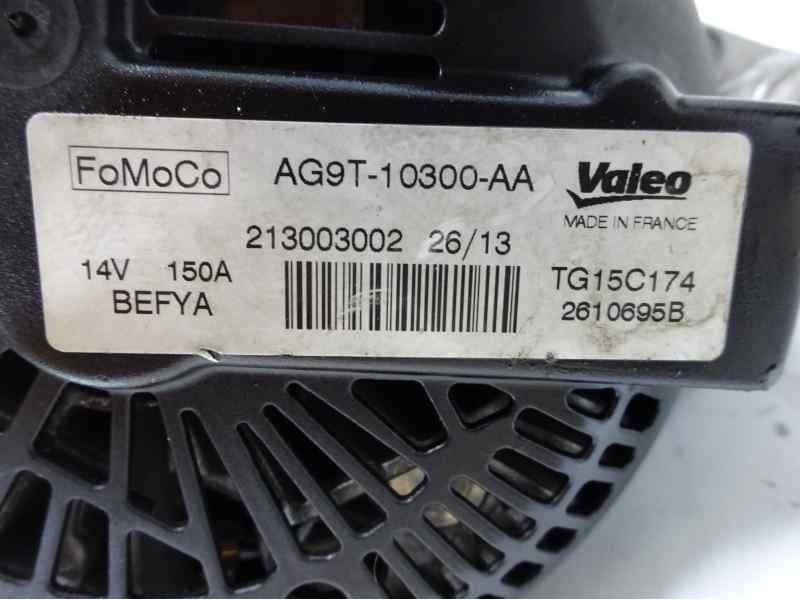 FoMoCo AG9T-10300-AA Valeo
MADE IN FRANCE
213003002 26/13
14V 150A TG15C174
BEFYA 2610695B